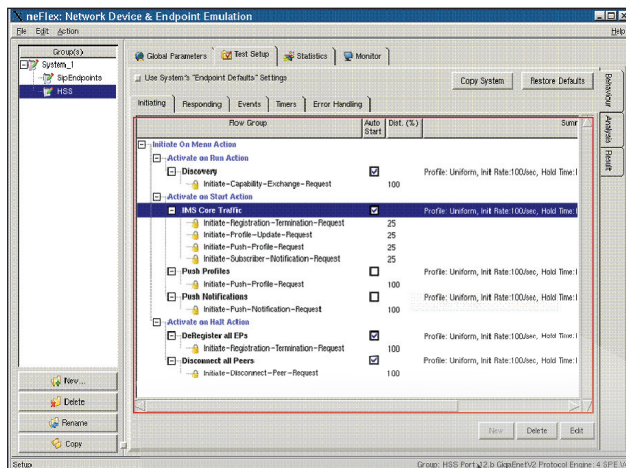 neFlex: Network Device & Endpoint Emulation
File Edit Action
Help
Group(s)
System_1
SipEndpoints
HSS
New...
Delete
Rename
Copy
Global Parameters
Test Setup
Statistics
Monitor
Use System's "Endpoint Defaults" Settings
Copy System
Restore Defaults
Initiating
Responding
Events
Timers
Error Handling
Flow Group
Auto Start
Dist. (%)
Summ
Initiate On Menu Action
Activate on Run Action
Discovery Profile: Uniform, Init Rate:100/sec, Hold Time:
Initiate-Capability-Exchange-Request 100
Activate on Start Action
IMS Core Traffic Profile: Uniform, Init Rate:100/sec, Hold Time:
Initiate-Registration-Termination-Request 25
Initiate-Profile-Update-Request 25
Initiate-Push-Profile-Request 25
Initiate-Subscriber-Notification-Request 25
Push Profiles Profile: Uniform, Init Rate:100/sec, Hold Time:
Initiate-Push-Profile-Request 100
Push Notifications Profile: Uniform, Init Rate:100/sec, Hold Time:
Initiate-Push-Notification-Request 100
Activate on Halt Action
DeRegister all EPs Profile: Uniform, Init Rate:100/sec, Hold Time:
Initiate-Registration-Termination-Request 100
Disconnect all Peers Profile: Uniform, Init Rate:100/sec, Hold Time:
Initiate-Disconnect-Peer-Request 100
New
Delete
Edit
Behaviour
Analysis
Result
Setup
Group: HSS Port: 12.b GigaEnetV2 Protocol Engine: 4 SPE.V